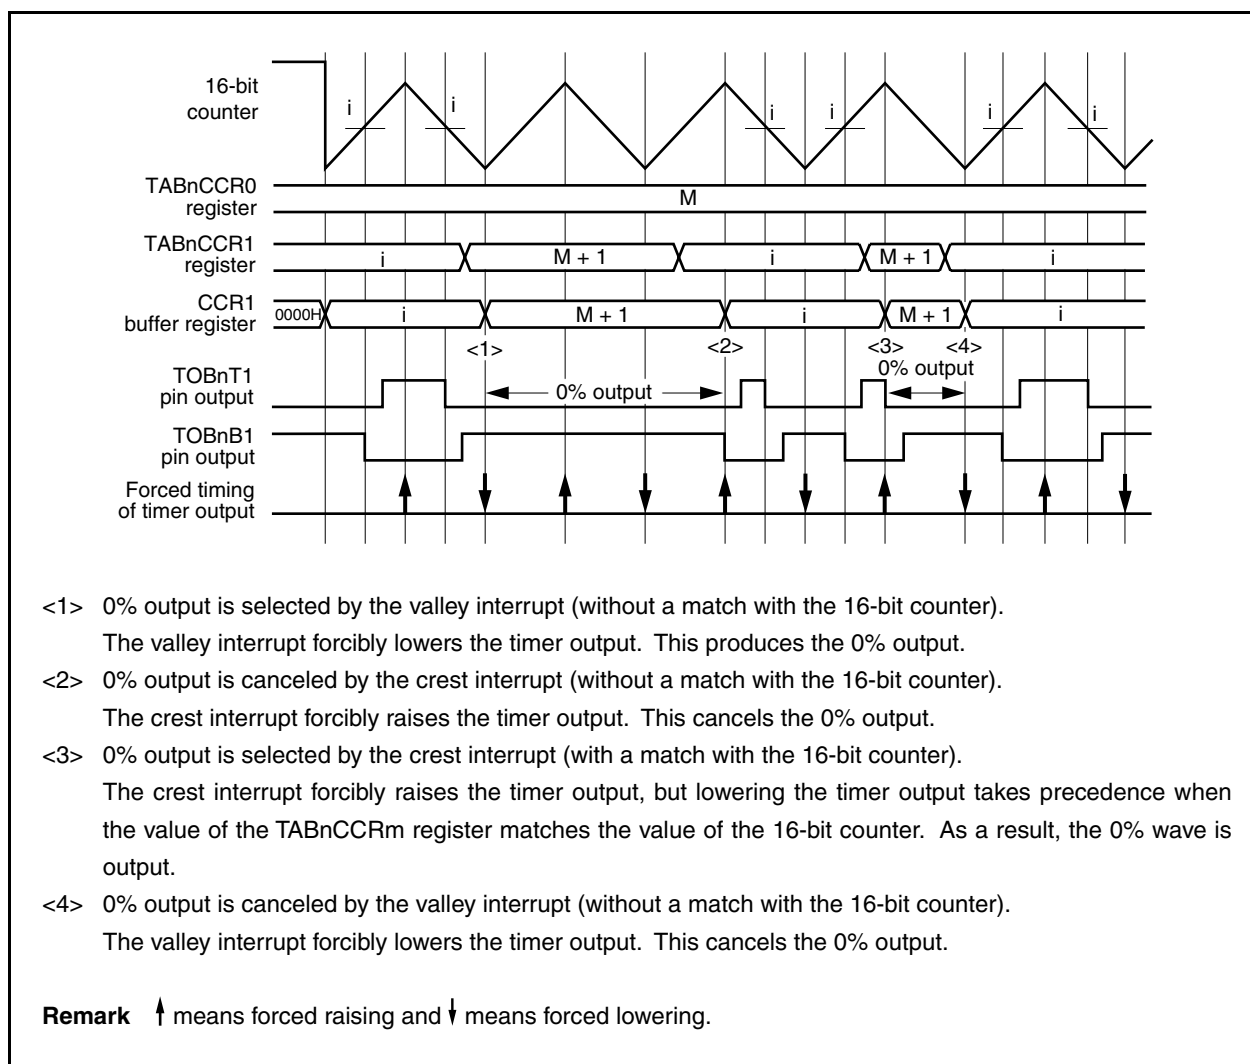 16-bit
counter
i
i
i
i
i
i
TABnCCR0
register
M
TABnCCR1
register
i
M + 1
i
M + 1
i
CCR1
buffer register
0000H
i
M + 1
i
M + 1
i
<1>
<2>
<3>
<4>
TOBnT1
pin output
0% output
0% output
TOBnB1
pin output
Forced timing
of timer output
<1> 0% output is selected by the valley interrupt (without a match with the 16-bit counter).
The valley interrupt forcibly lowers the timer output. This produces the 0% output.
<2> 0% output is canceled by the crest interrupt (without a match with the 16-bit counter).
The crest interrupt forcibly raises the timer output. This cancels the 0% output.
<3> 0% output is selected by the crest interrupt (with a match with the 16-bit counter).
The crest interrupt forcibly raises the timer output, but lowering the timer output takes precedence when
the value of the TABnCCRm register matches the value of the 16-bit counter. As a result, the 0% wave is
output.
<4> 0% output is canceled by the valley interrupt (without a match with the 16-bit counter).
The valley interrupt forcibly lowers the timer output. This cancels the 0% output.
Remark ↑ means forced raising and ↓ means forced lowering.